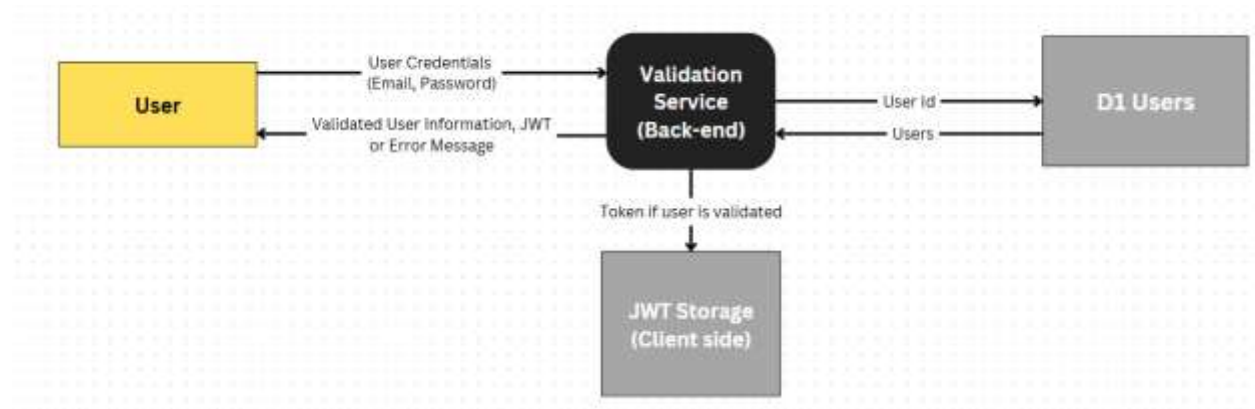 User
User Credentials
(Email, Password)
Validated User Information, JWT
or Error Message
Validation
Service
(Back-end)
User Id
Users
D1 Users
Token if user is validated
JWT Storage
(Client side)